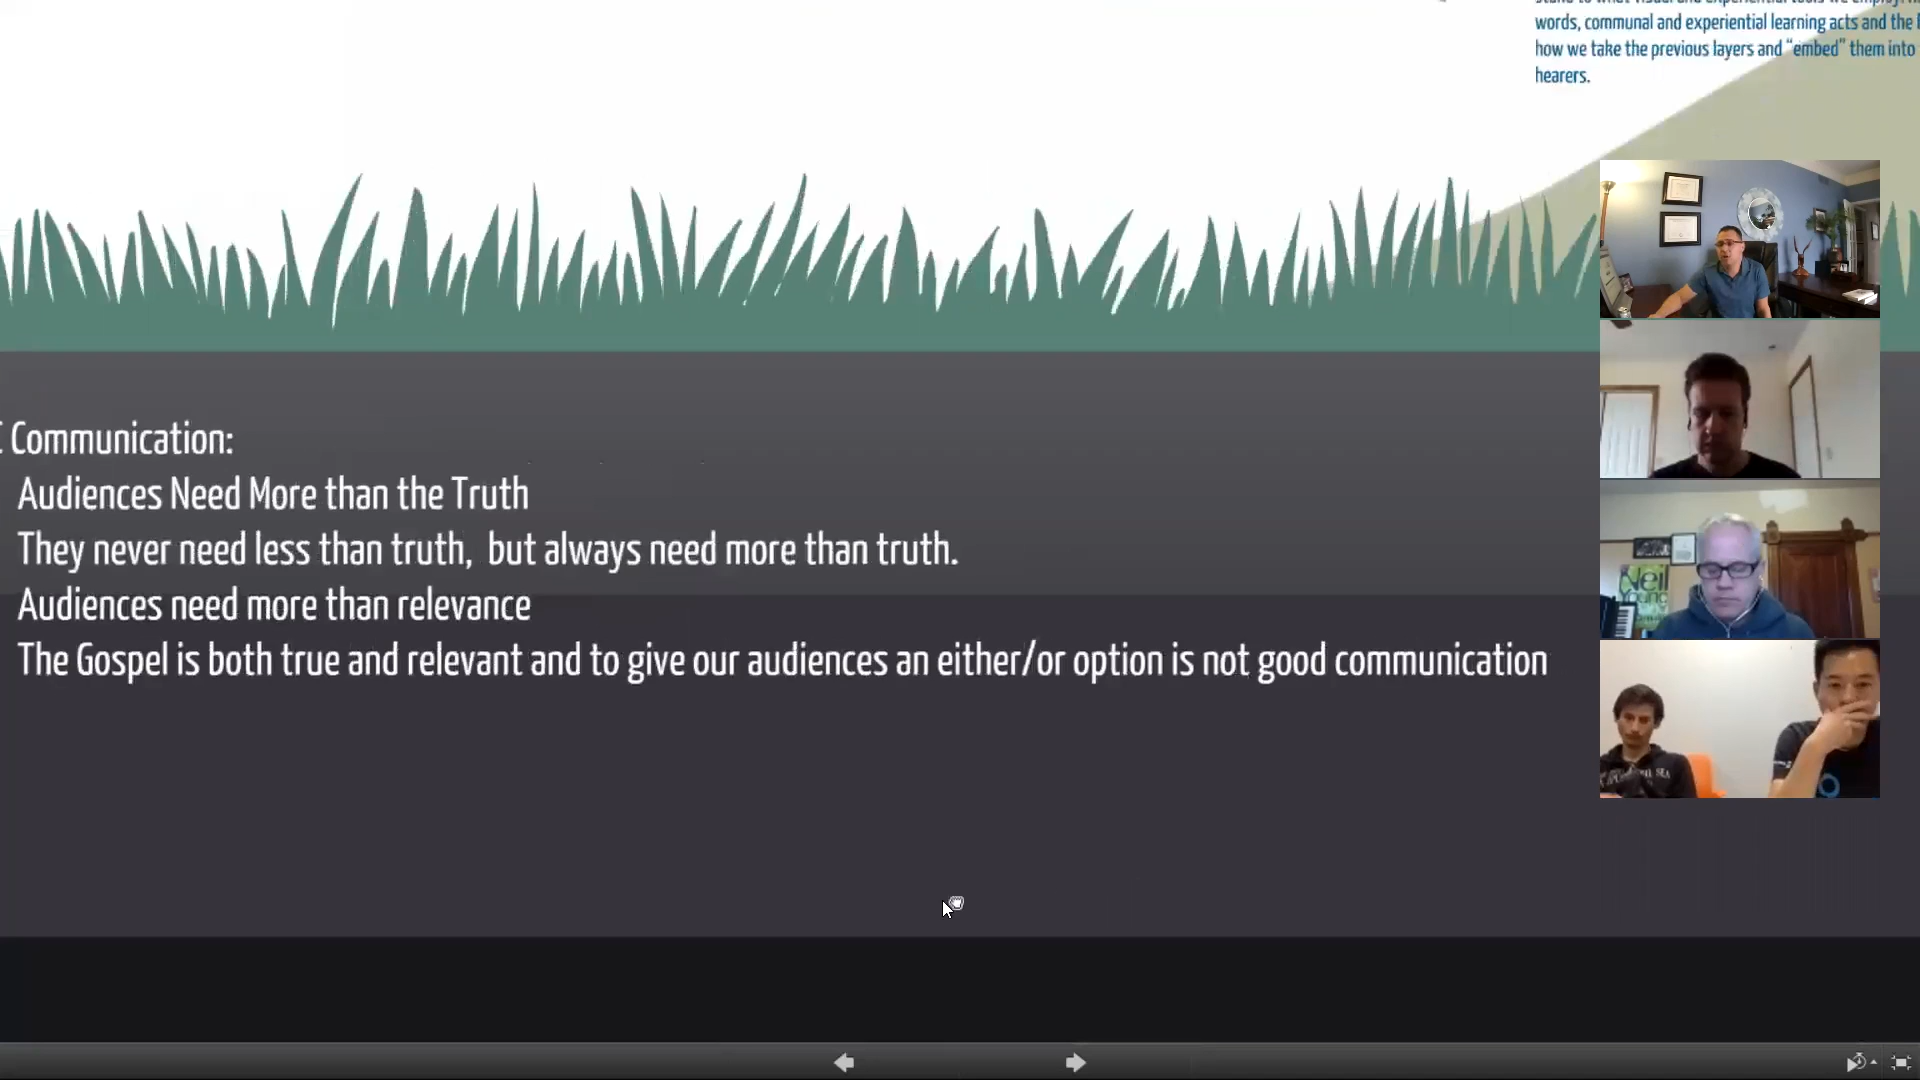 words, communal and experiential learning acts and the
how we take the previous layers and "embed" them into
hearers.
Communication:
Audiences Need More than the Truth
They never need less than truth, but always need more than truth.
Audiences need more than relevance
The Gospel is both true and relevant and to give our audiences an either/or option is not good communication
Neil
Young
SEA